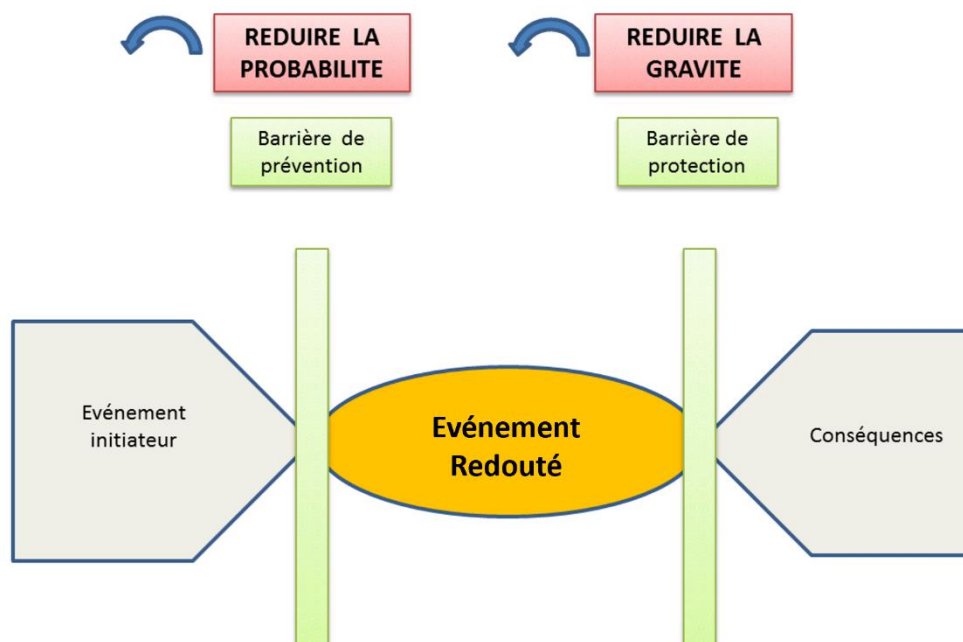 REDUIRE LA
PROBABILITE
REDUIRE LA
GRAVITE
Barrière de
prévention
Barrière de
protection
Evénement
initiateur
Evénement
Redouté
Conséquences